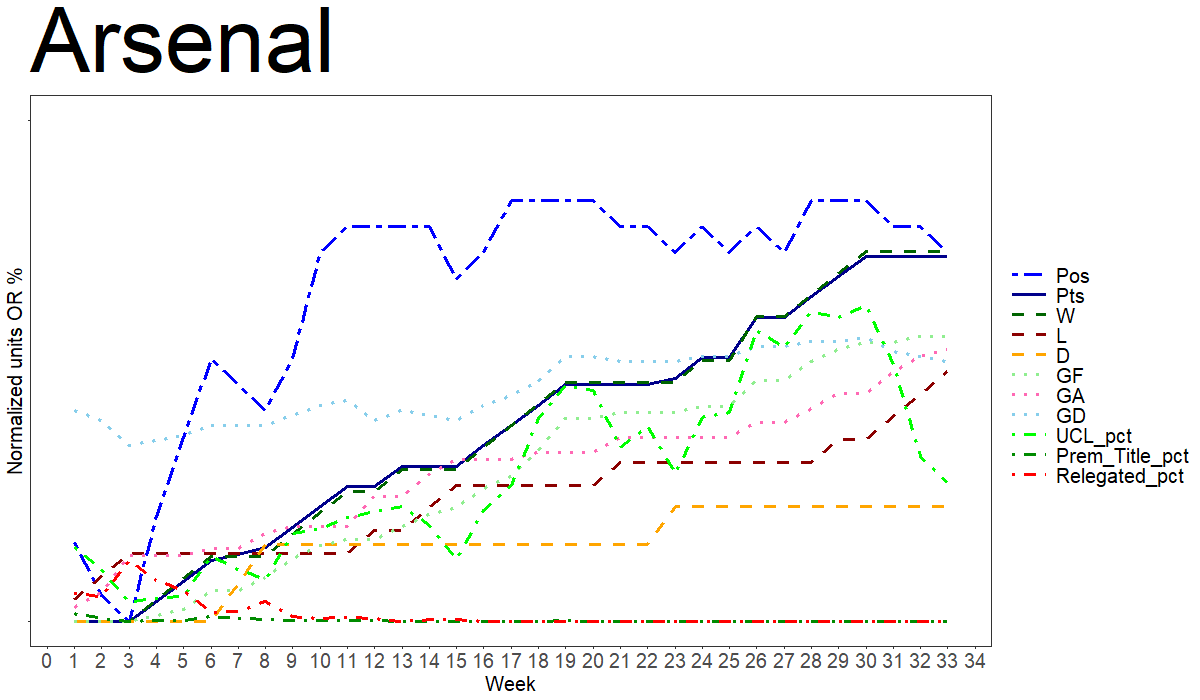 Arsenal
Normalized units OR %
Pos
Pts
W
L
D
GF
GA
GD
UCL_pct
Prem_Title_pct
Relegated_pct
0 1 2 3 4 5 6 7 8 9 10 11 12 13 14 15 16 17 18 19 20 21 22 23 24 25 26 27 28 29 30 31 32 33 34
Week